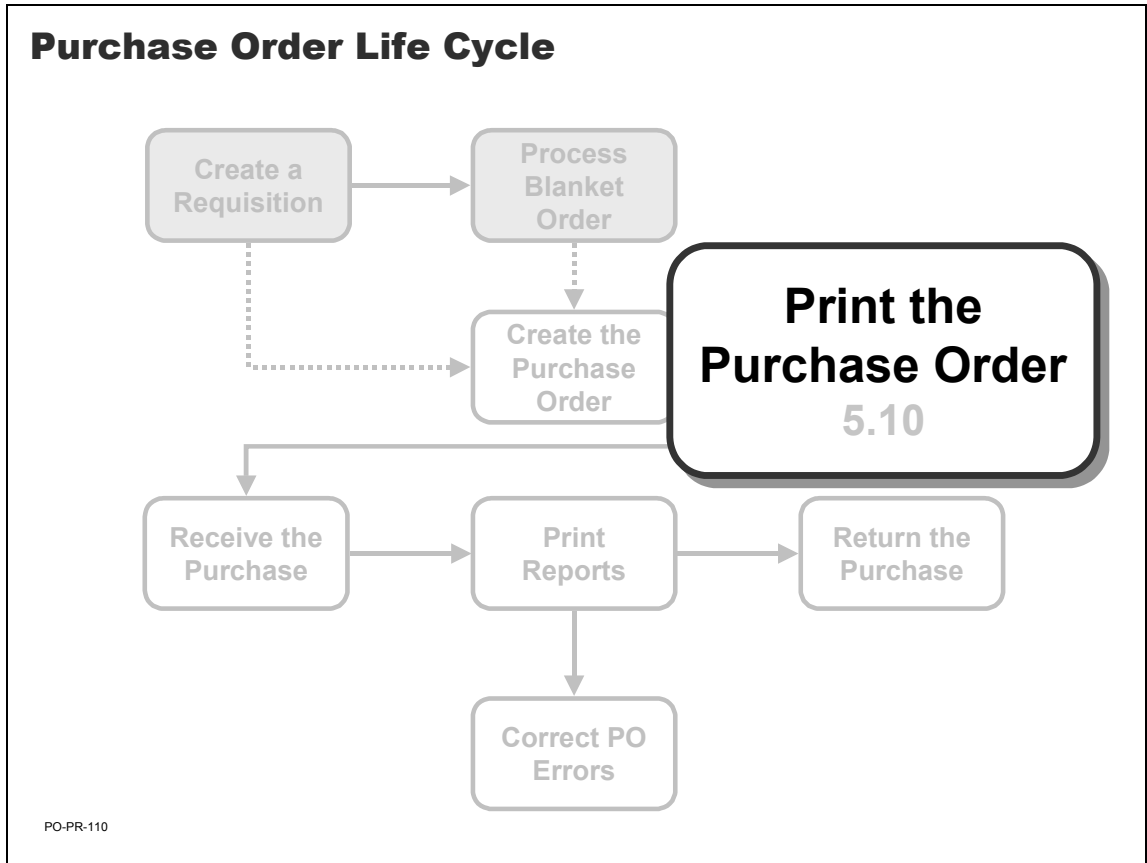 Purchase Order Life Cycle
Create a
Requisition
Process
Blanket
Order
Create the
Purchase
Order
Print the
Purchase Order
5.10
Receive the
Purchase
Print
Reports
Return the
Purchase
Correct PO
Errors
PO-PR-110